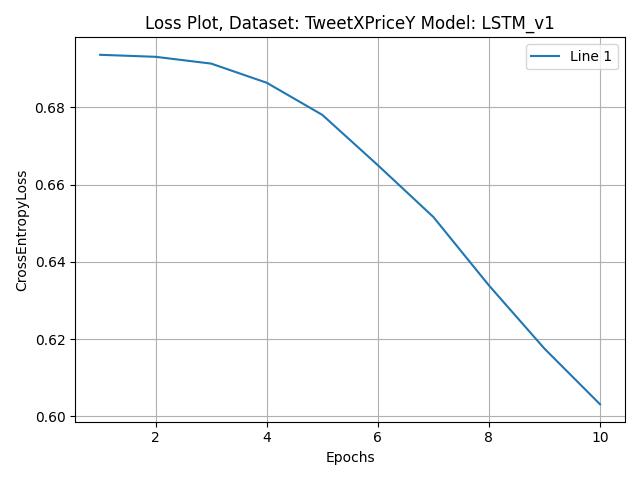 Loss Plot, Dataset: TweetXPriceY Model: LSTM_v1
Line 1
CrossEntropyLoss
0.68
0.66
0.64
0.62
0.60
2 4 6 8 10
Epochs